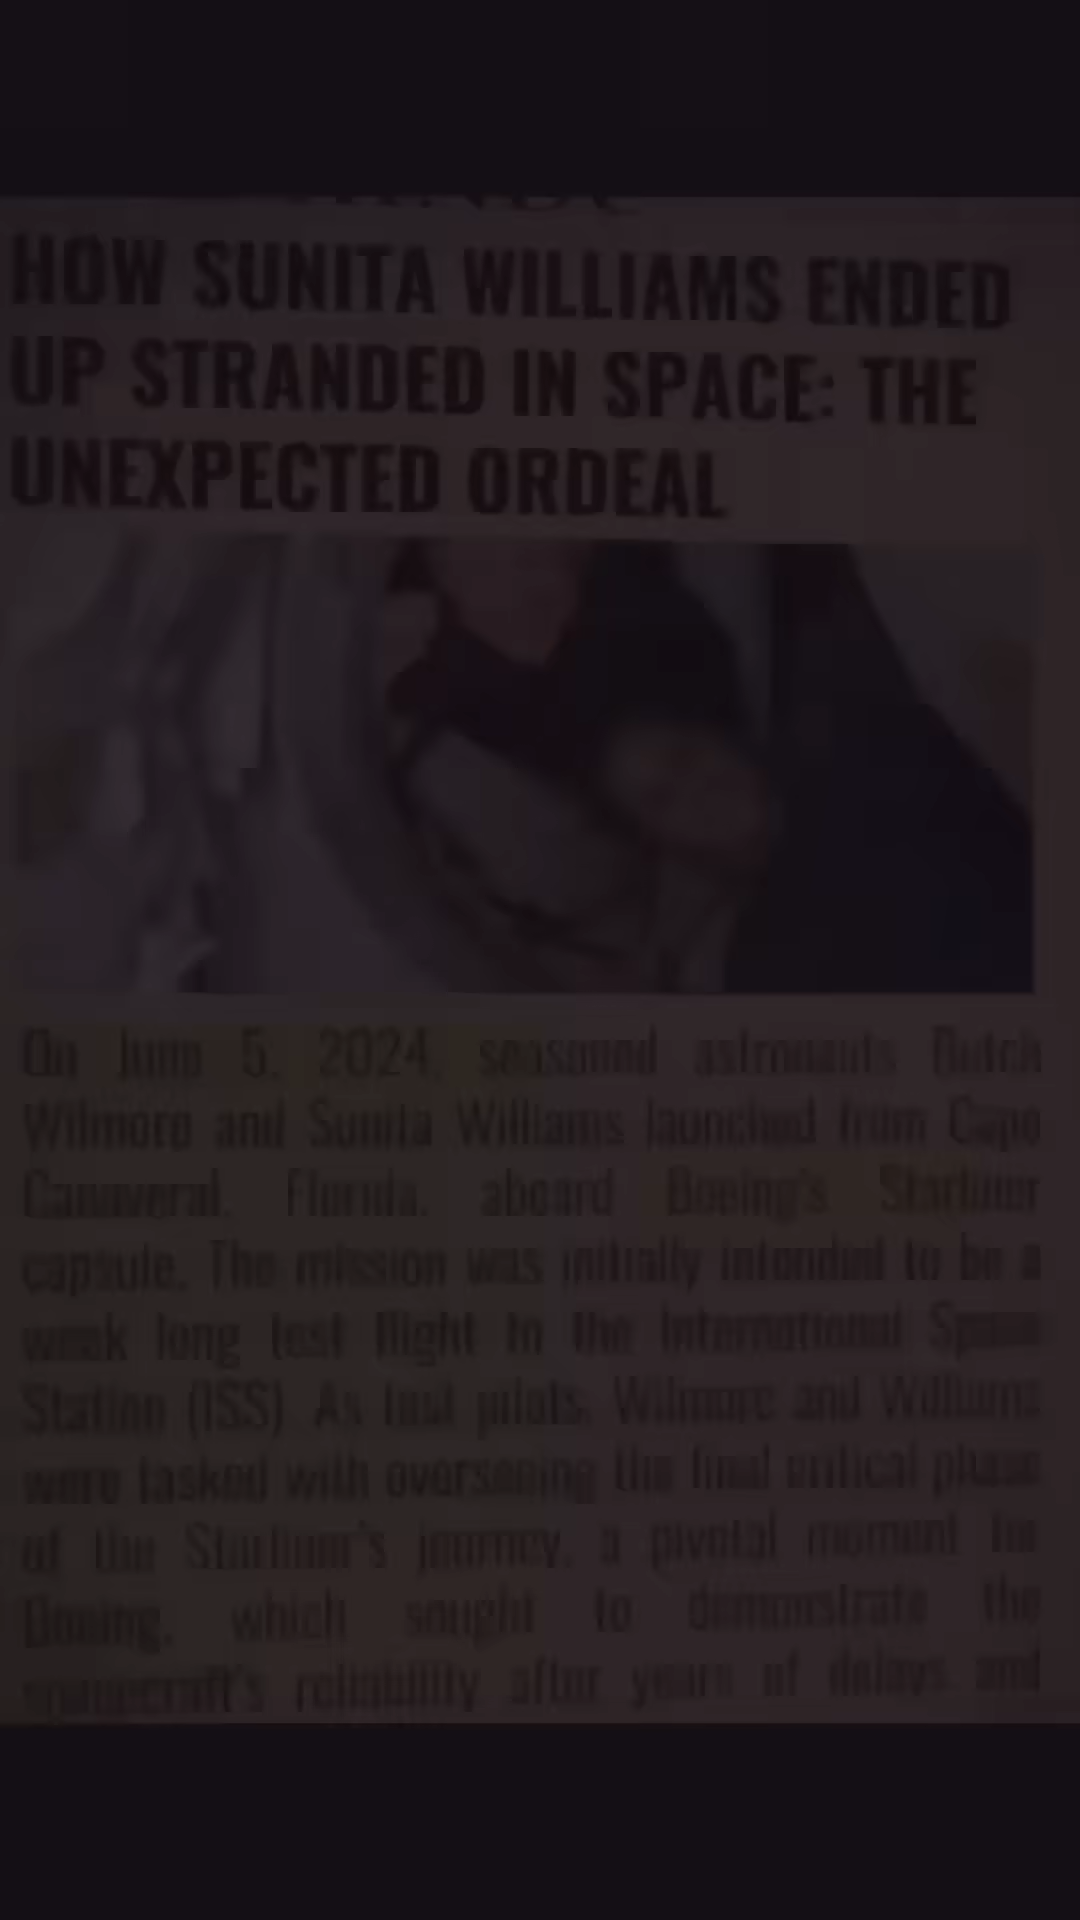 HOW SUNITA WILLIAMS ENDED
UP STRANDED IN SPACE: THE
UNEXPECTED ORDEAL
On June 5, 2024, seasoned astronauts Butch
Wilmore and Sunita Williams launched from Cape
Canaveral, Florida, aboard Boeing's Starliner
capsule. The mission was initially intended to be a
week long test flight to the International Space
Station (ISS). As test pilots, Wilmore and Williams
were tasked with overseeing the final critical phase
of the Starliner's journey, a pivotal moment for
Boeing, which sought to demonstrate the
spacecraft's reliability after years of delays and